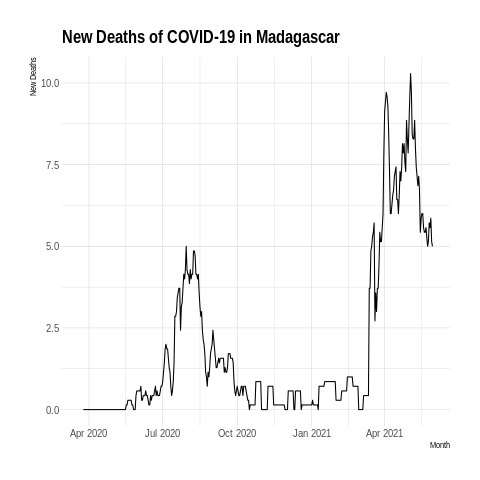 New Deaths of COVID-19 in Madagascar
New Deaths
10.0
7.5
5.0
2.5
0.0
Apr 2020 Jul 2020 Oct 2020 Jan 2021 Apr 2021
Month